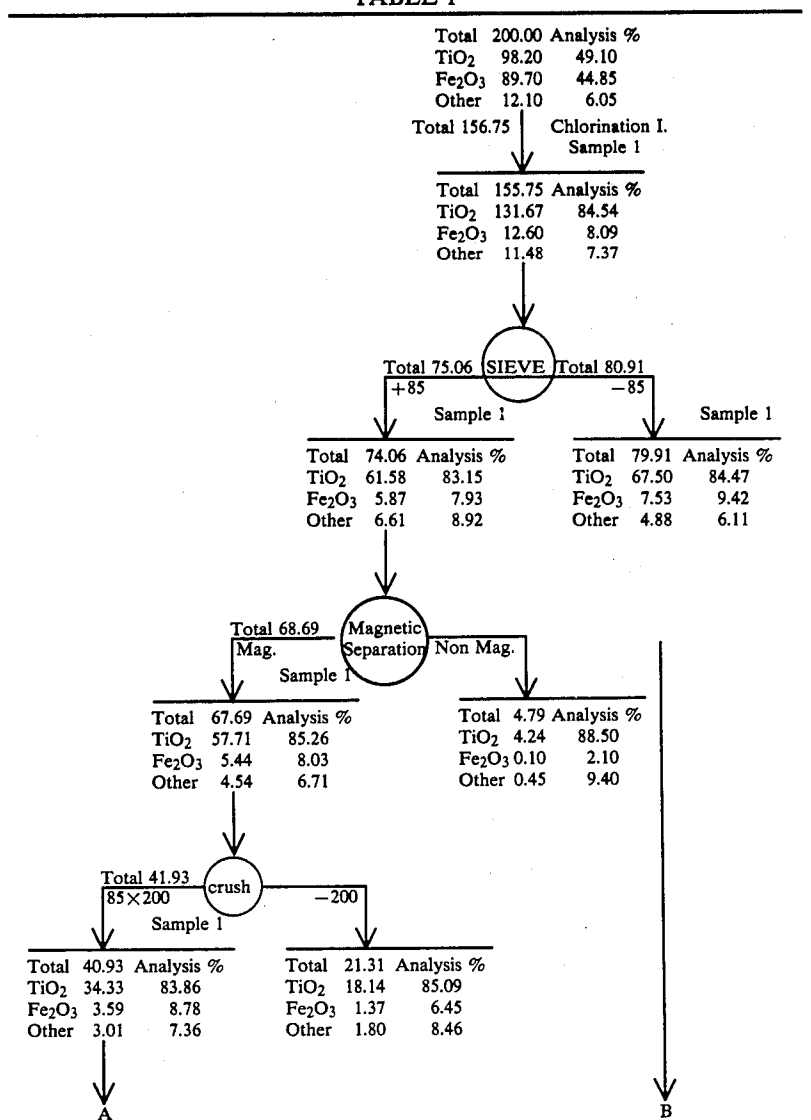 TABLE 1
Total 200.00 Analysis %
TiO2 98.20 49.10
Fe2O3 89.70 44.85
Other 12.10 6.05
Total 156.75 Chlorination I.
Sample 1
Total 155.75 Analysis %
TiO2 131.67 84.54
Fe2O3 12.60 8.09
Other 11.48 7.37
Total 75.06 SIEVE Total 80.91
+85 −85
Sample 1 Sample 1
Total 74.06 Analysis % Total 79.91 Analysis %
TiO2 61.58 83.15 TiO2 67.50 84.47
Fe2O3 5.87 7.93 Fe2O3 7.53 9.42
Other 6.61 8.92 Other 4.88 6.11
Total 68.69 Magnetic
Mag. Separation Non Mag.
Sample 1
Total 67.69 Analysis % Total 4.79 Analysis %
TiO2 57.71 85.26 TiO2 4.24 88.50
Fe2O3 5.44 8.03 Fe2O3 0.10 2.10
Other 4.54 6.71 Other 0.45 9.40
Total 41.93 crush
85×200 −200
Sample 1
Total 40.93 Analysis % Total 21.31 Analysis %
TiO2 34.33 83.86 TiO2 18.14 85.09
Fe2O3 3.59 8.78 Fe2O3 1.37 6.45
Other 3.01 7.36 Other 1.80 8.46
A B